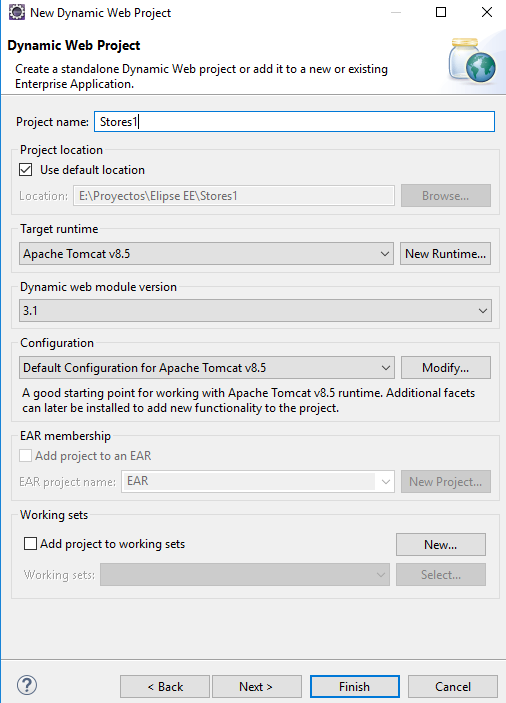 New Dynamic Web Project
Dynamic Web Project
Create a standalone Dynamic Web project or add it to a new or existing
Enterprise Application.
Project name: Stores1
Project location
Use default location
Location: E:\Proyectos\Elipse EE\Stores1 Browse...
Target runtime
Apache Tomcat v8.5 New Runtime...
Dynamic web module version
3.1
Configuration
Default Configuration for Apache Tomcat v8.5 Modify...
A good starting point for working with Apache Tomcat v8.5 runtime. Additional facets
can later be installed to add new functionality to the project.
EAR membership
Add project to an EAR
EAR project name: EAR New Project...
Working sets
Add project to working sets New...
Working sets: Select...
? < Back Next > Finish Cancel